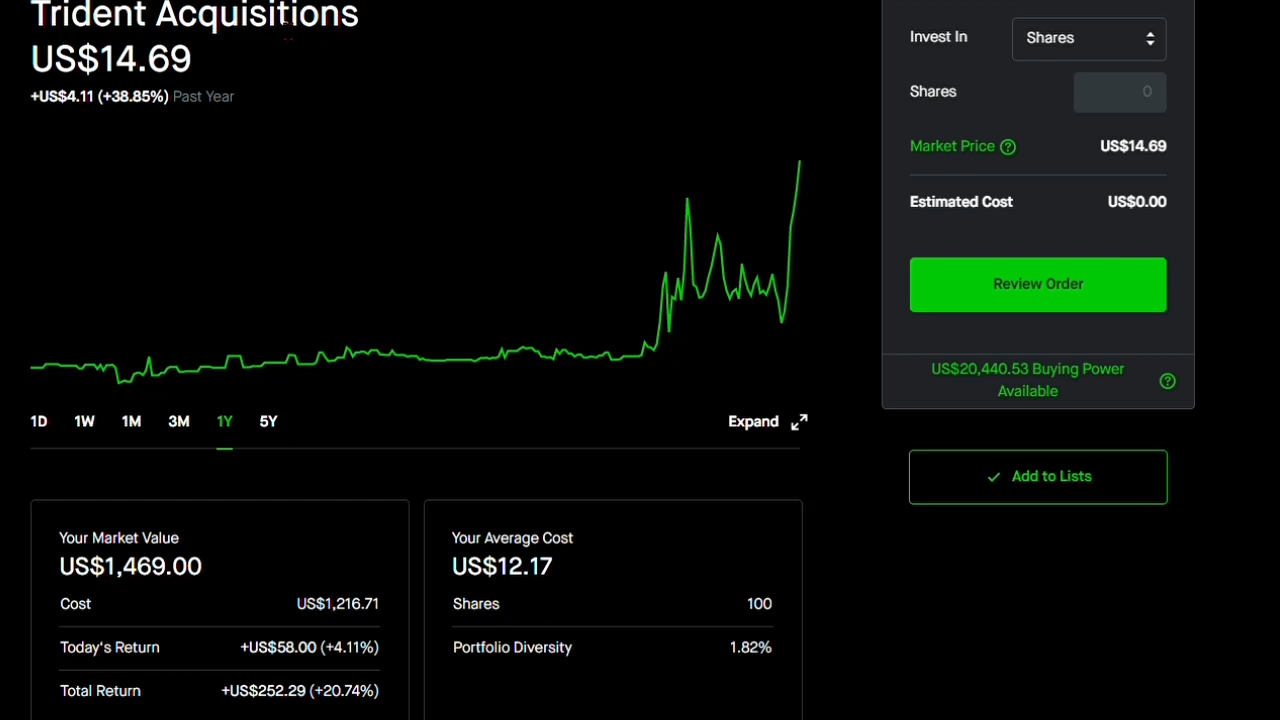 Trident Acquisitions
US$14.69
+US$4.11 (+38.85%) Past Year
1D 1W 1M 3M 1Y 5Y Expand
Your Market Value
US$1,469.00
Cost US$1,216.71
Today's Return +US$58.00 (+4.11%)
Total Return +US$252.29 (+20.74%)
Your Average Cost
US$12.17
Shares 100
Portfolio Diversity 1.82%
Invest In Shares
Shares 0
Market Price ? US$14.69
Estimated Cost US$0.00
Review Order
US$20,440.53 Buying Power
Available ?
Add to Lists